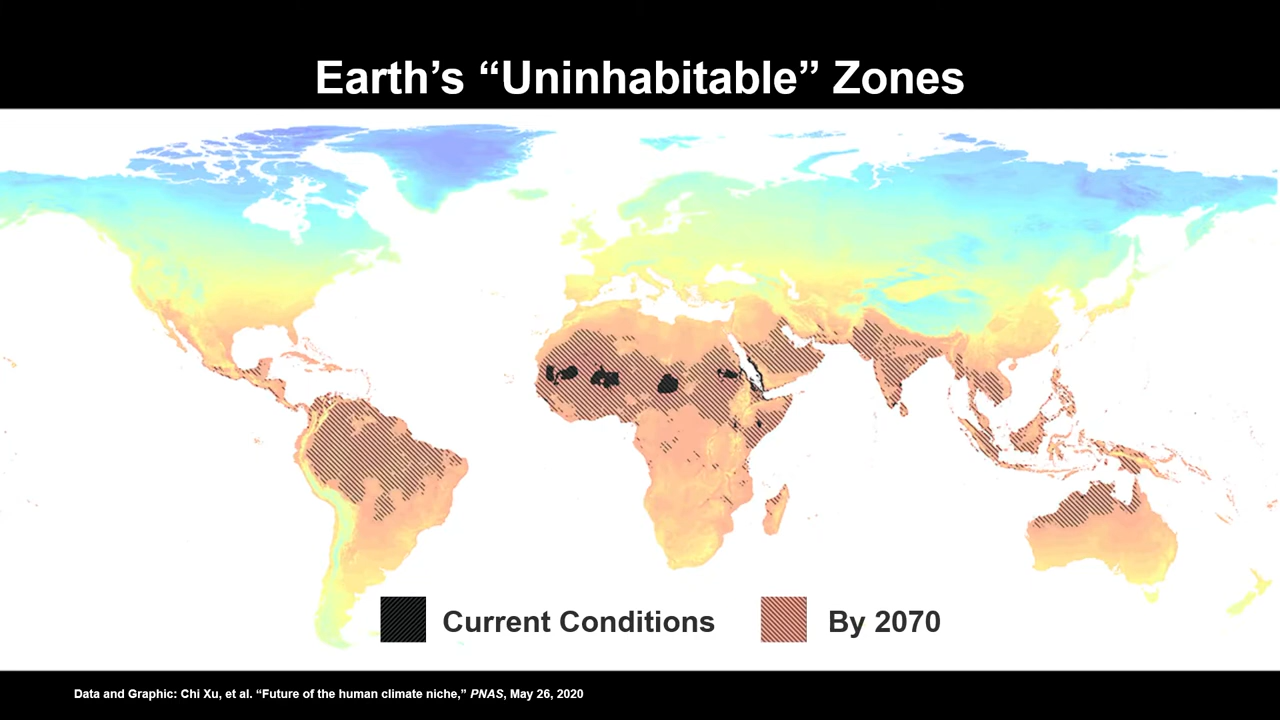 Earth’s “Uninhabitable” Zones
Current Conditions
By 2070
Data and Graphic: Chi Xu, et al. “Future of the human climate niche,” PNAS, May 26, 2020